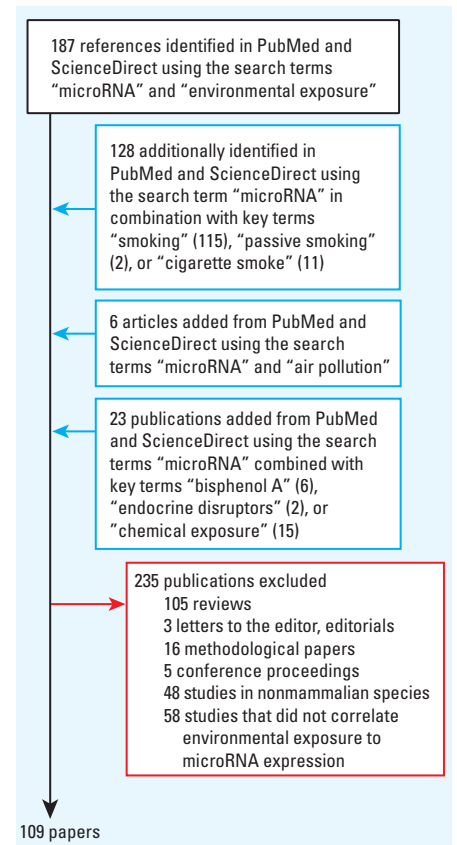 187 references identified in PubMed and
ScienceDirect using the search terms
“microRNA” and “environmental exposure”
128 additionally identified in
PubMed and ScienceDirect using
the search term “microRNA” in
combination with key terms
“smoking” (115), “passive smoking”
(2), or “cigarette smoke” (11)
6 articles added from PubMed and
ScienceDirect using the search
terms “microRNA” and “air pollution”
23 publications added from PubMed
and ScienceDirect using the search
terms “microRNA” combined with
key terms “bisphenol A” (6),
“endocrine disruptors” (2), or
”chemical exposure” (15)
235 publications excluded
105 reviews
3 letters to the editor, editorials
16 methodological papers
5 conference proceedings
48 studies in nonmammalian species
58 studies that did not correlate
environmental exposure to
microRNA expression
109 papers